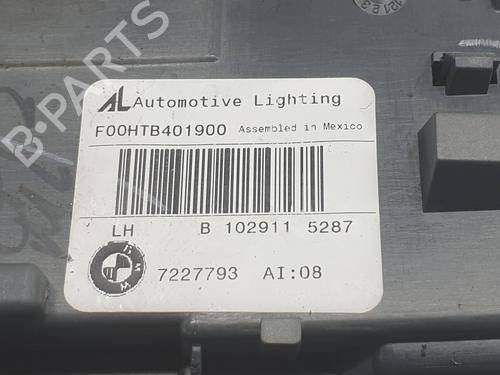 AL Automotive Lighting
F00HTB401900 Assembled in Mexico
LH B 102911 5287
BMW
7227793 AI:08
B-PARTS